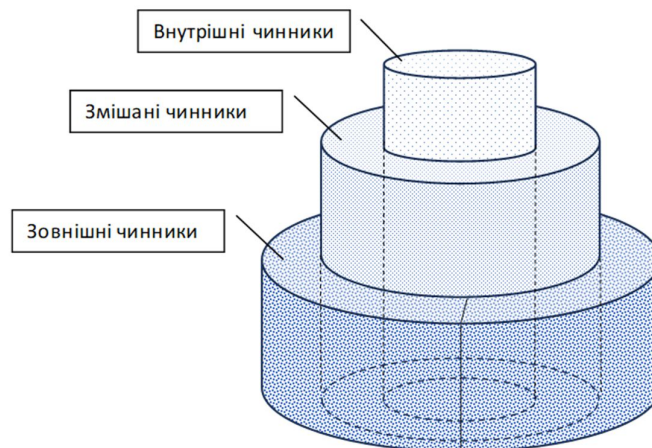 Внутрішні чинники
Змішані чинники
Зовнішні чинники